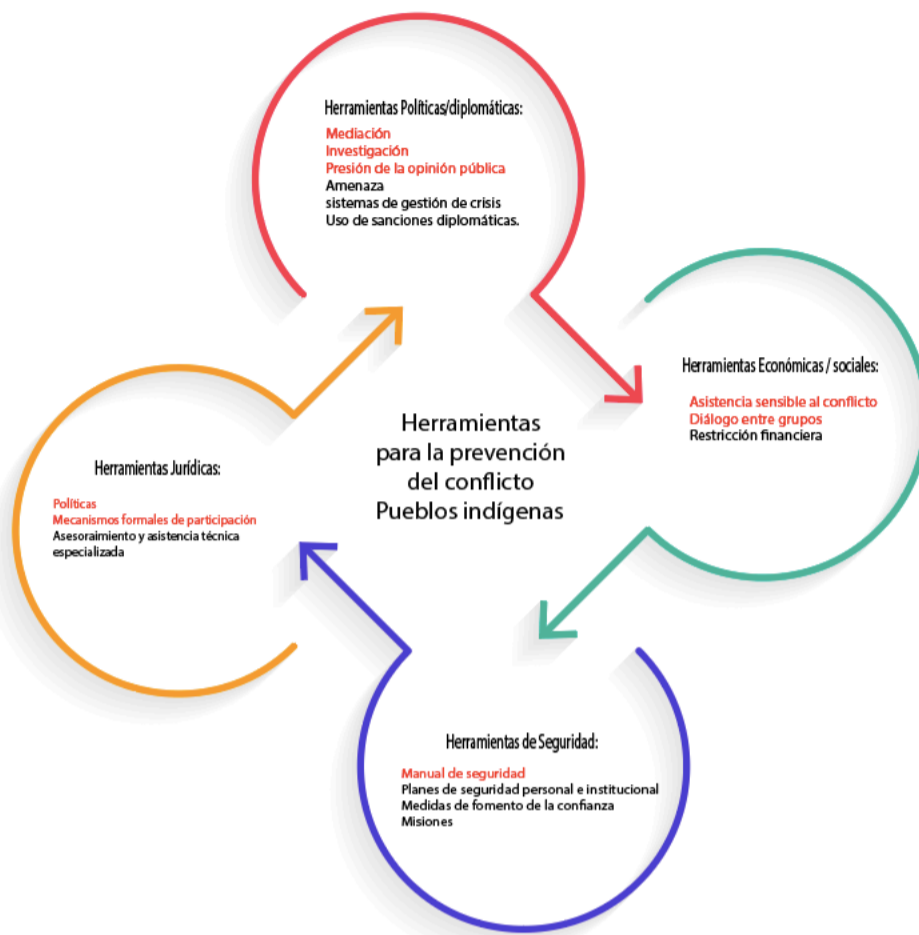 Herramientas Políticas/diplomáticas:
Mediación
Investigación
Presión de la opinión pública
Amenaza
sistemas de gestión de crisis
Uso de sanciones diplomáticas.
Herramientas Económicas / sociales:
Asistencia sensible al conflicto
Diálogo entre grupos
Restricción financiera
Herramientas
para la prevención
del conflicto
Pueblos indígenas
Herramientas Jurídicas:
Políticas
Mecanismos formales de participación
Asesoraimiento y asistencia técnica
especializada
Herramientas de Seguridad:
Manual de seguridad
Planes de seguridad personal e institucional
Medidas de fomento de la confianza
Misiones